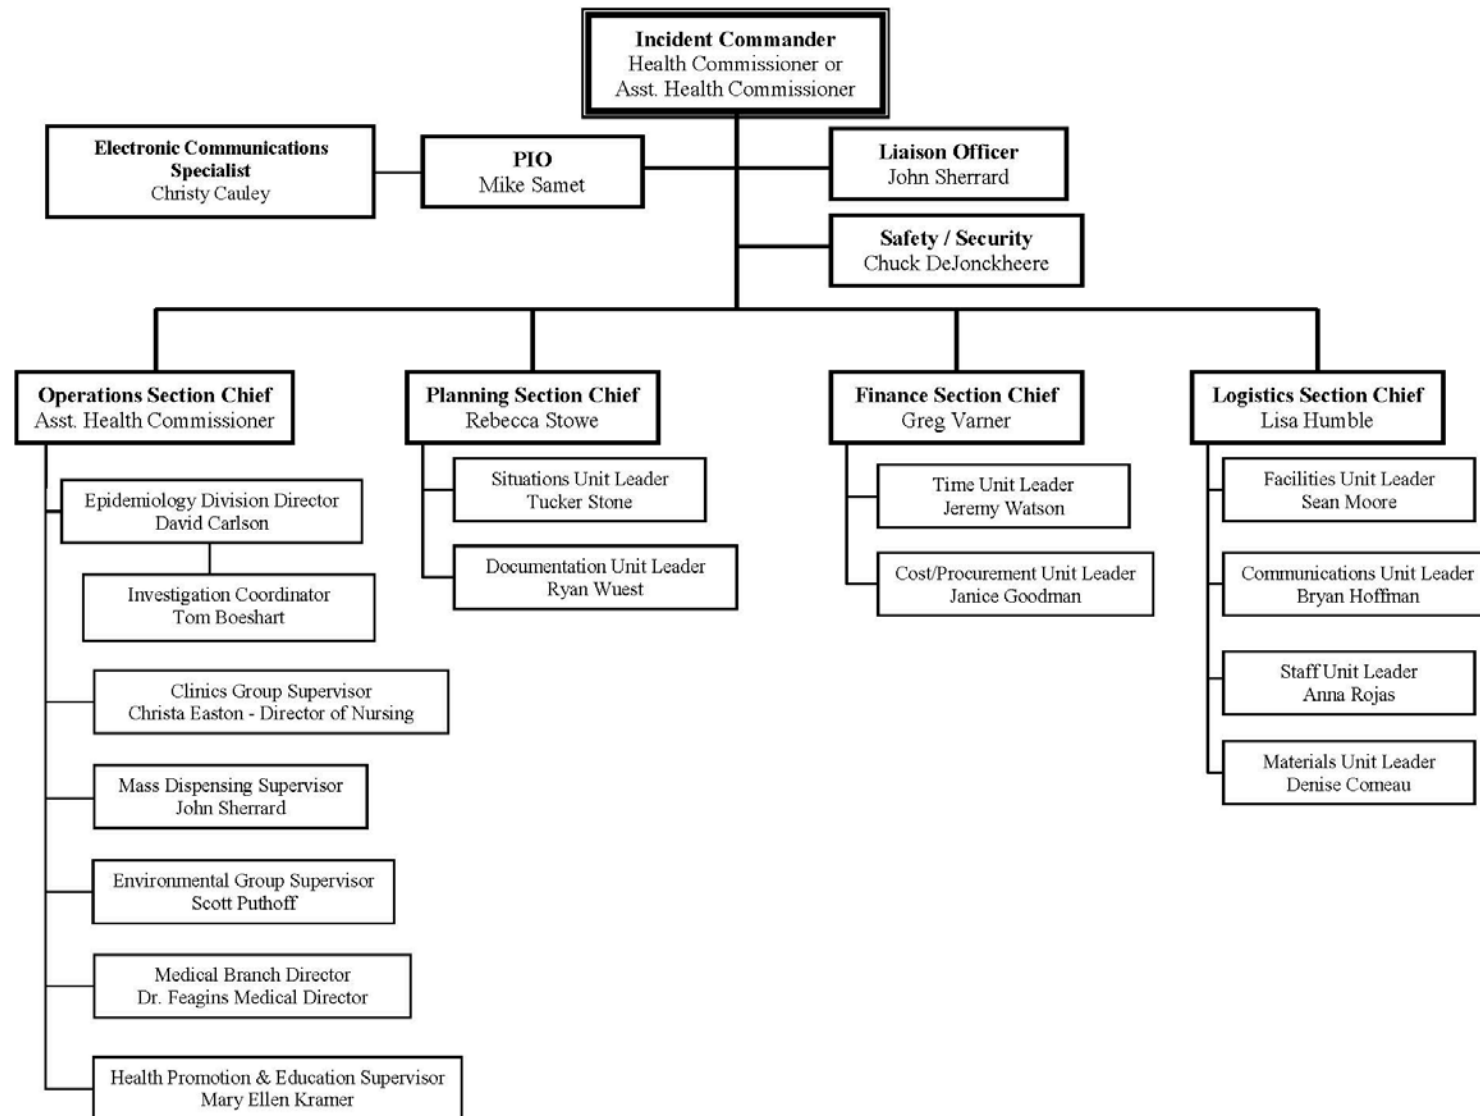 Incident Commander
Health Commissioner or
Asst. Health Commissioner
Electronic Communications
Specialist
Christy Cauley
PIO
Mike Samet
Liaison Officer
John Sherrard
Safety / Security
Chuck DeJonckheere
Operations Section Chief
Asst. Health Commissioner
Planning Section Chief
Rebecca Stowe
Finance Section Chief
Greg Varner
Logistics Section Chief
Lisa Humble
Epidemiology Division Director
David Carlson
Investigation Coordinator
Tom Boeshart
Clinics Group Supervisor
Christa Easton - Director of Nursing
Mass Dispensing Supervisor
John Sherrard
Environmental Group Supervisor
Scott Puthoff
Medical Branch Director
Dr. Feagins Medical Director
Health Promotion & Education Supervisor
Mary Ellen Kramer
Situations Unit Leader
Tucker Stone
Documentation Unit Leader
Ryan Wuest
Time Unit Leader
Jeremy Watson
Cost/Procurement Unit Leader
Janice Goodman
Facilities Unit Leader
Sean Moore
Communications Unit Leader
Bryan Hoffman
Staff Unit Leader
Anna Rojas
Materials Unit Leader
Denise Comeau